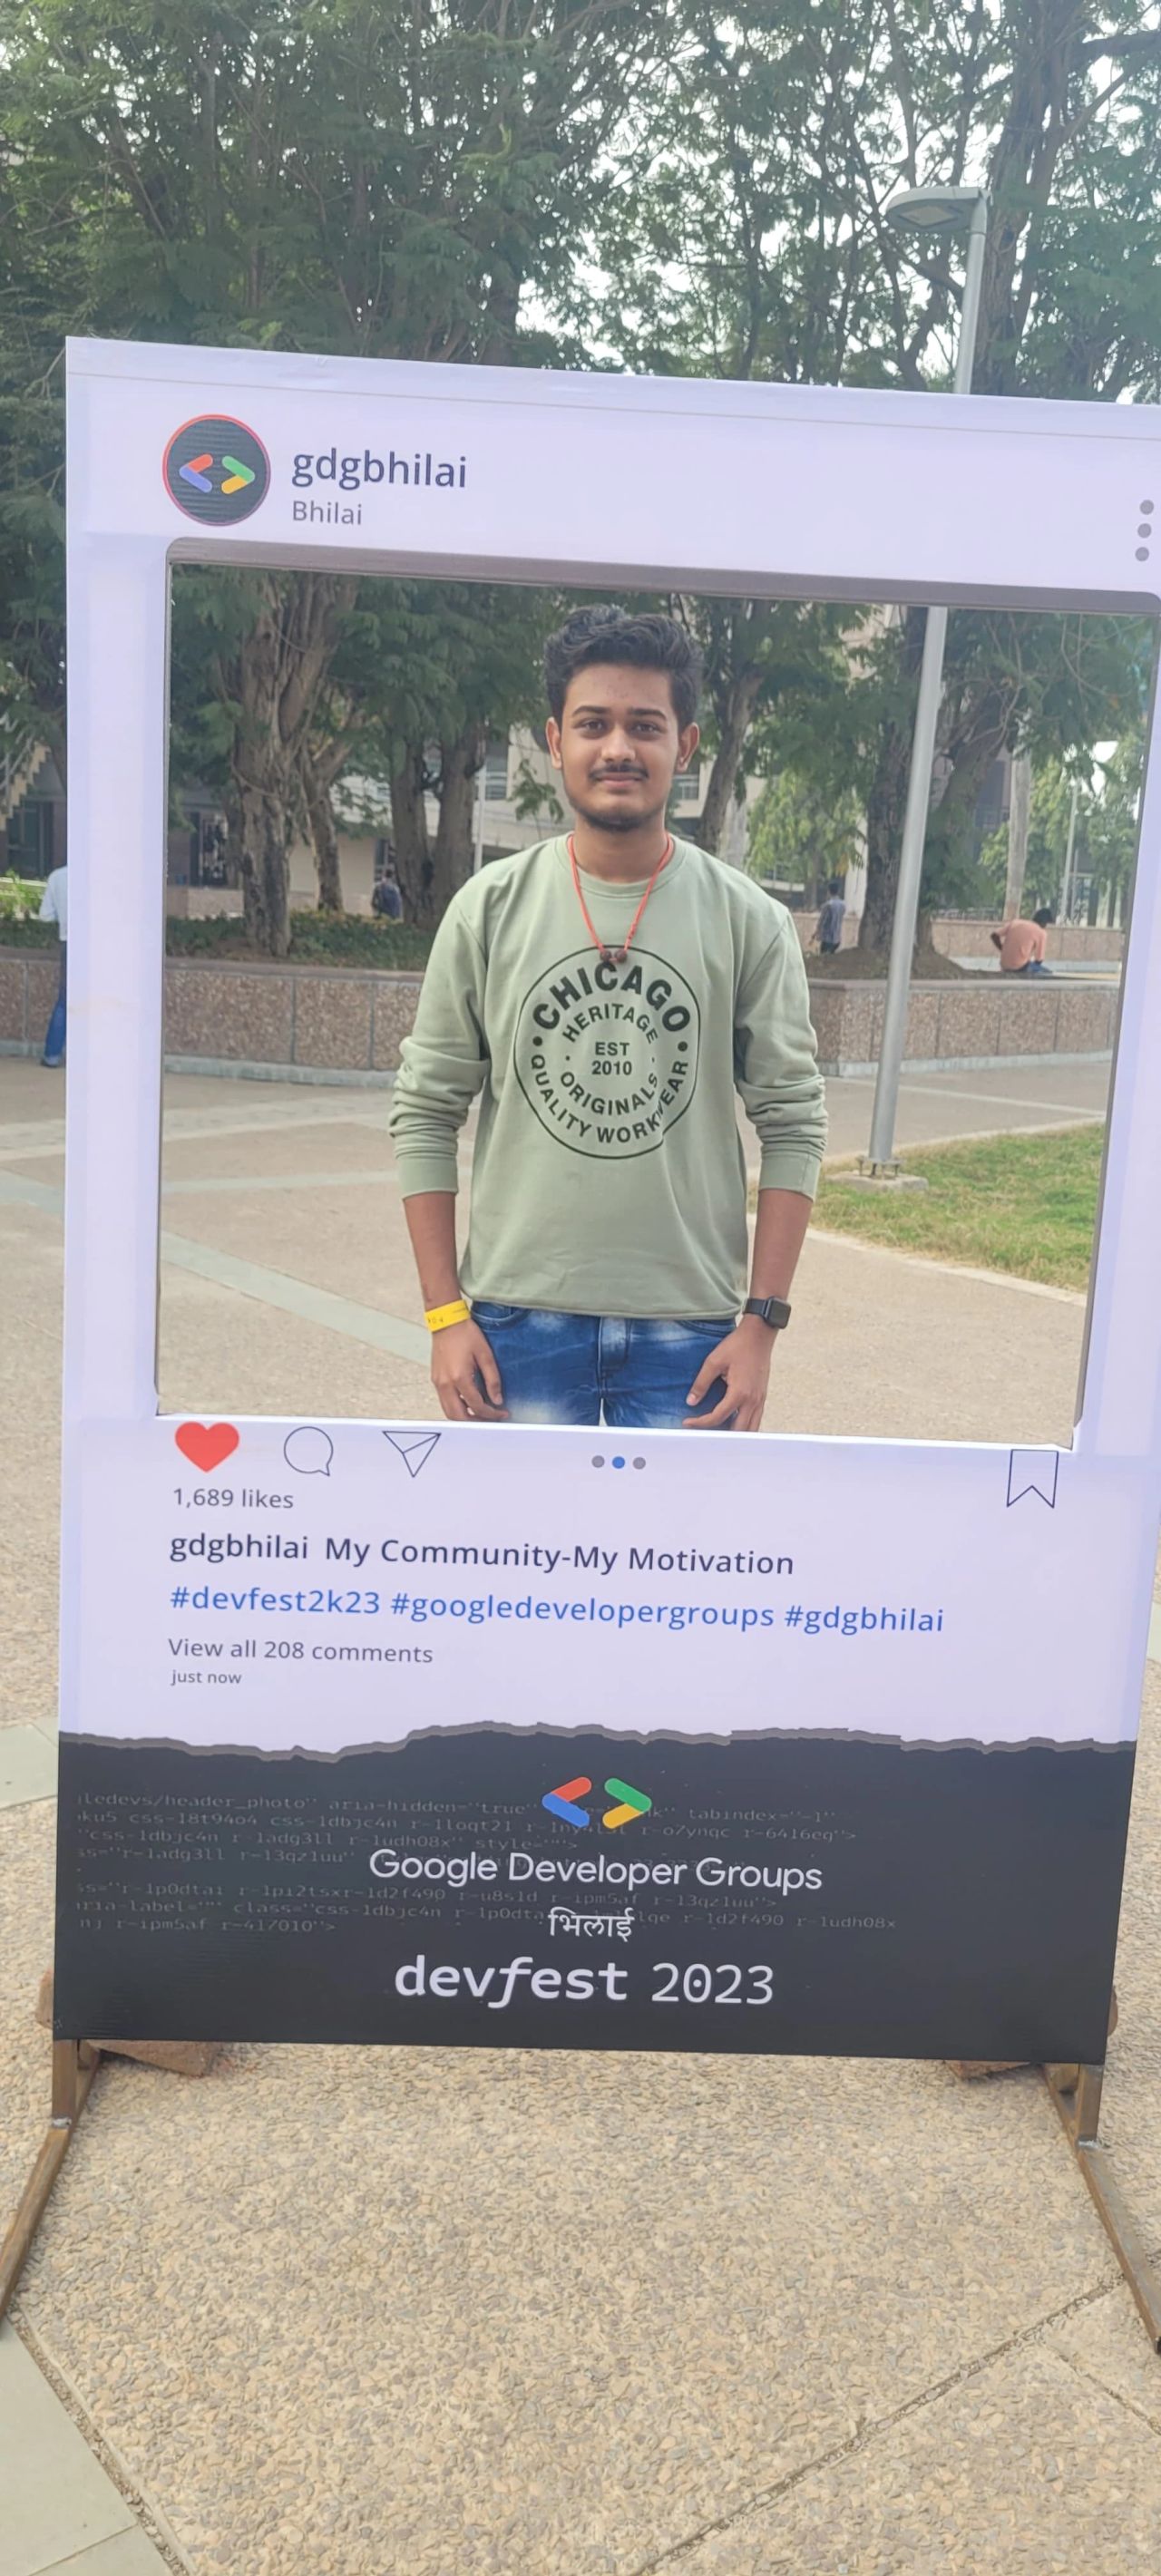 gdgbhilai
Bhilai
CHICAGO
HERITAGE
EST
2010
ORIGINALS
QUALITY WORKWEAR
1,689 likes
gdgbhilai My Community-My Motivation
#devfest2k23 #googledevelopergroups #gdgbhilai
View all 208 comments
just now
Google Developer Groups
भिलाई
devfest 2023